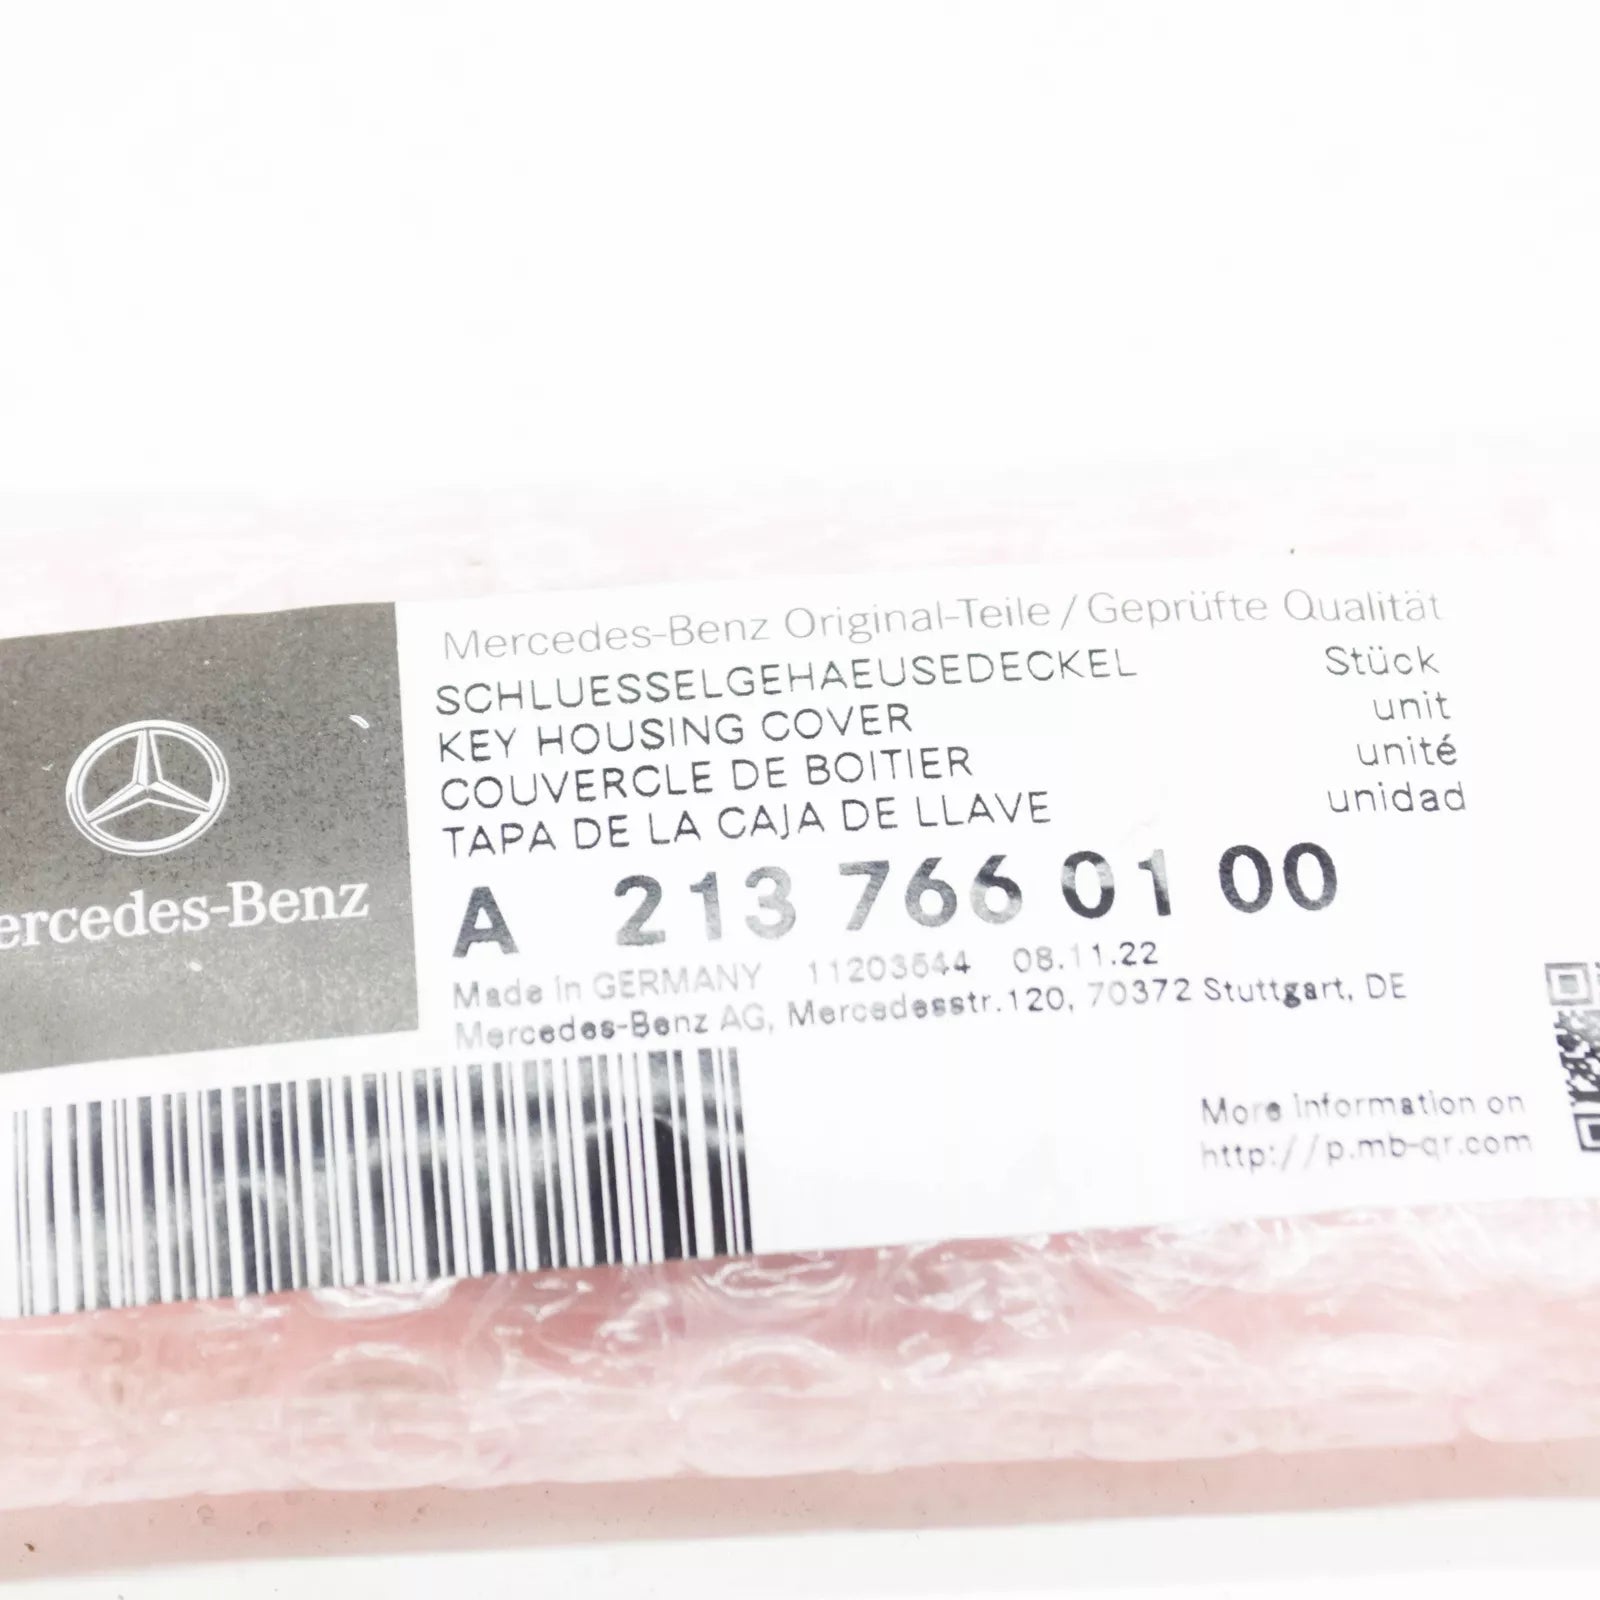 Mercedes-Benz Original-Teile / Geprüfte Qualität
SCHLUESSELGEHAEUSEDECKEL Stück
KEY HOUSING COVER unit
COUVERCLE DE BOITIER unité
TAPA DE LA CAJA DE LLAVE unidad
A 213 766 01 00
Made in GERMANY 11203644 08.11.22
Mercedes-Benz AG, Mercedesstr.120, 70372 Stuttgart, DE
ercedes-Benz
More information on
http://p.mb-qr.com